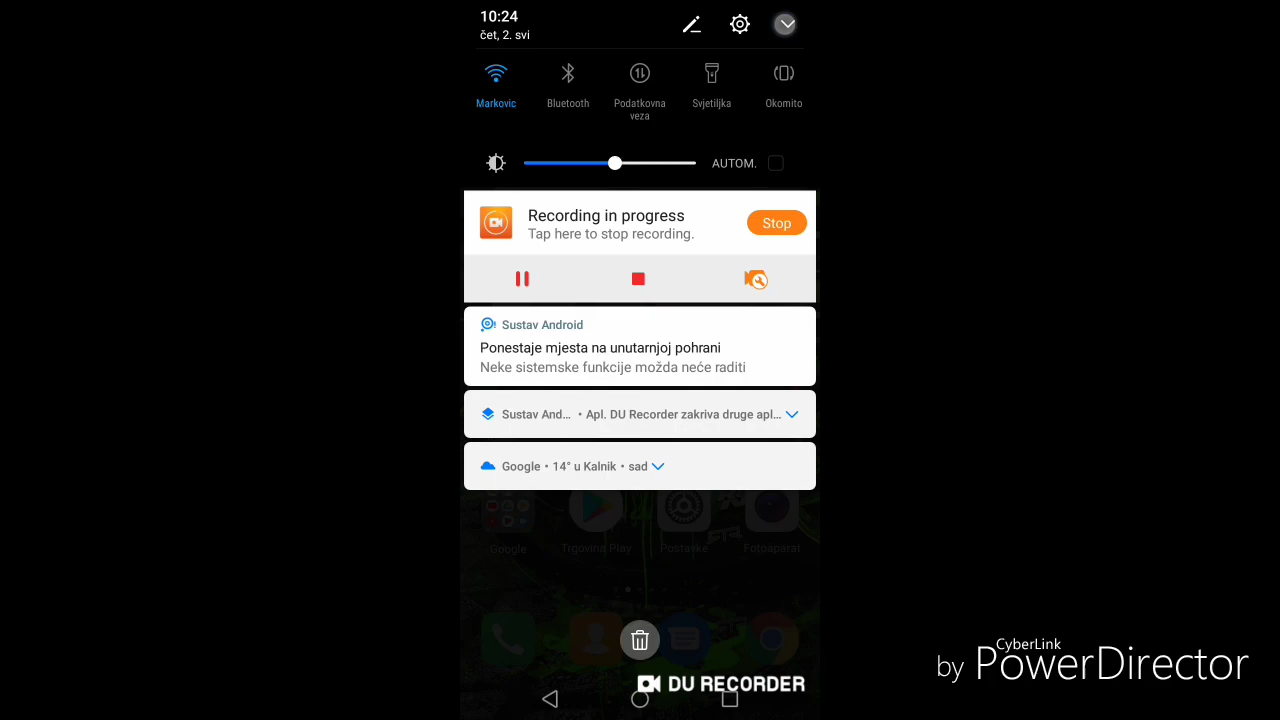 10:24
čet, 2. svi
Markovic
Bluetooth
Podatkovna
veza
Svjetiljka
Okomito
AUTOM.
Recording in progress
Tap here to stop recording.
Stop
Sustav Android
Ponestaje mjesta na unutarnjoj pohrani
Neke sistemske funkcije možda neće raditi
Sustav And... • Apl. DU Recorder zakriva druge apl...
Google • 14° u Kalnik • sad
Google
Trgovina Play
Postavke
Fotoaparat
DU RECORDER
CyberLink
by PowerDirector